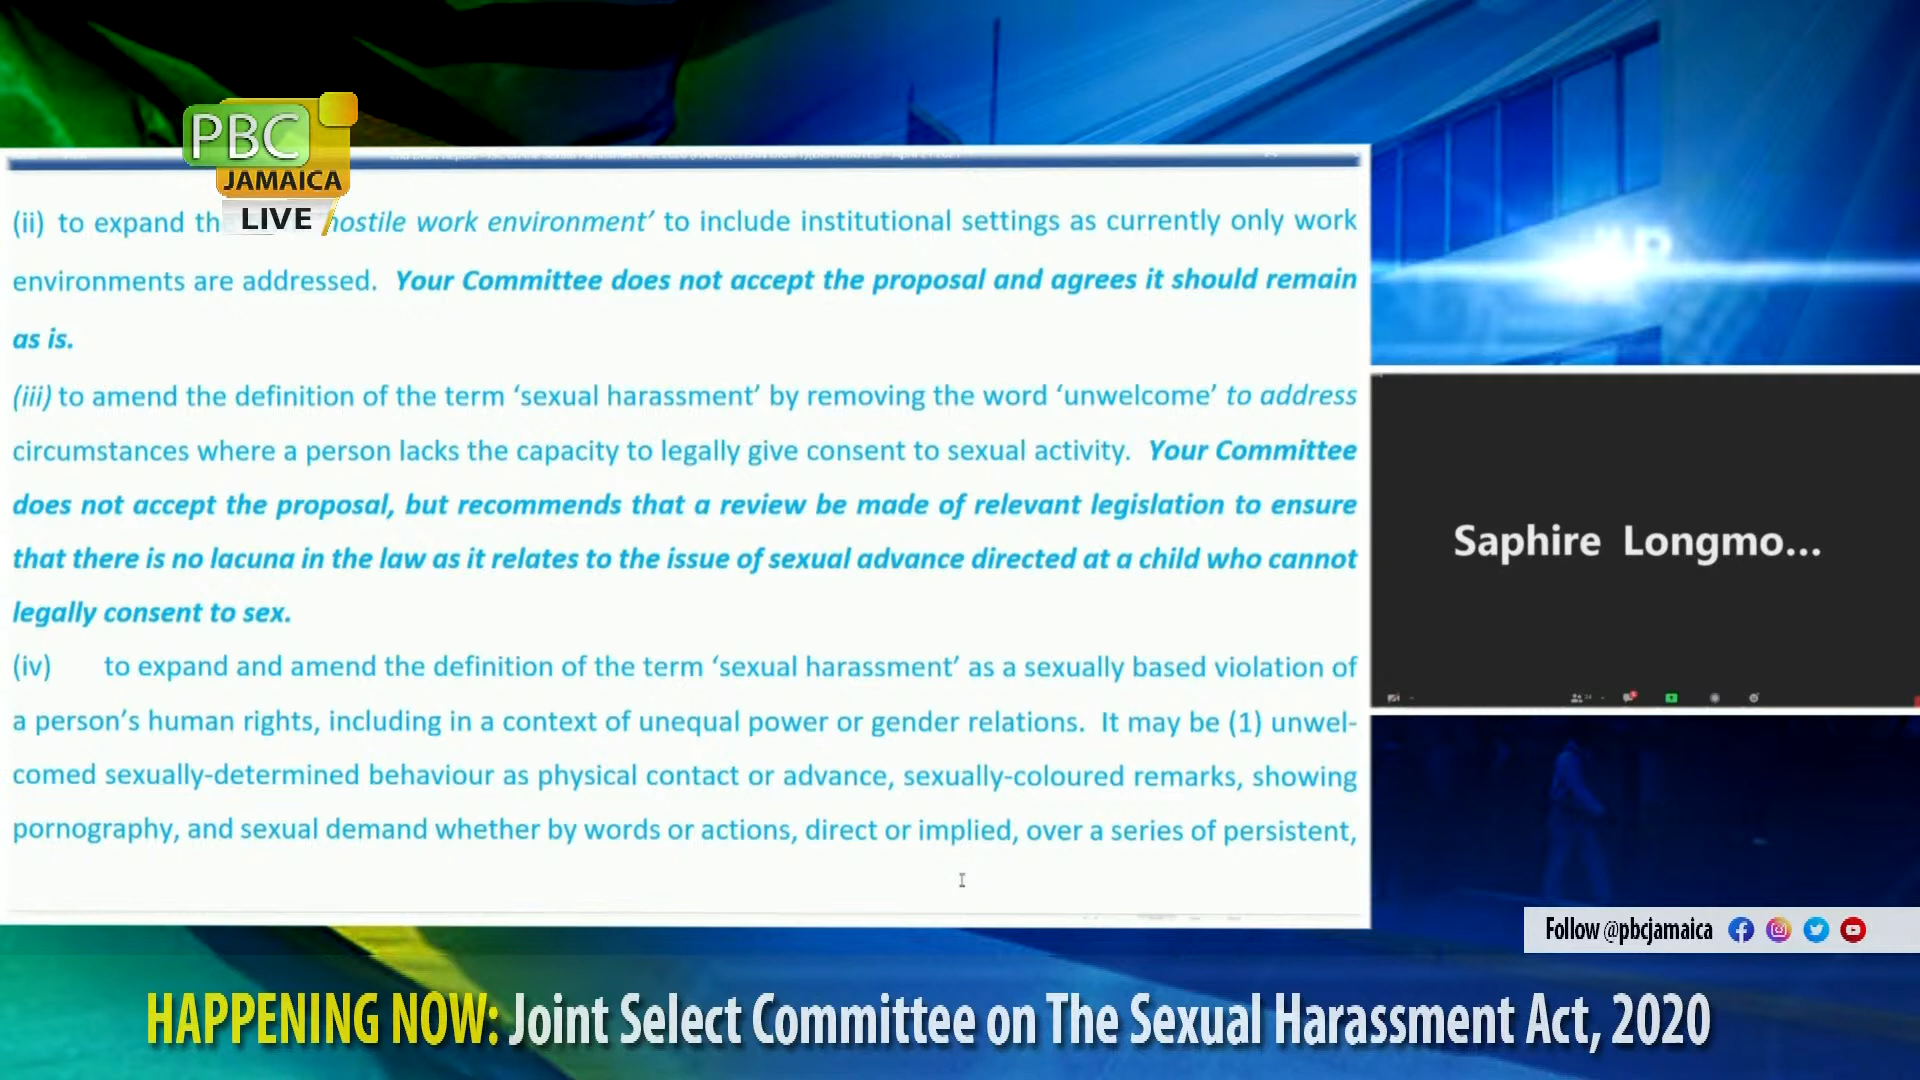 PBC
JAMAICA
LIVE
(ii) to expand th hostile work environment' to include institutional settings as currently only work
environments are addressed. Your Committee does not accept the proposal and agrees it should remain
as is.
(iii) to amend the definition of the term 'sexual harassment' by removing the word 'unwelcome' to address
circumstances where a person lacks the capacity to legally give consent to sexual activity. Your Committee
does not accept the proposal, but recommends that a review be made of relevant legislation to ensure
that there is no lacuna in the law as it relates to the issue of sexual advance directed at a child who cannot
legally consent to sex.
(iv) to expand and amend the definition of the term 'sexual harassment' as a sexually based violation of
a person's human rights, including in a context of unequal power or gender relations. It may be (1) unwel-
comed sexually-determined behaviour as physical contact or advance, sexually-coloured remarks, showing
pornography, and sexual demand whether by words or actions, direct or implied, over a series of persistent,
Saphire Longmo...
Follow @pbcjamaica
HAPPENING NOW: Joint Select Committee on The Sexual Harassment Act, 2020